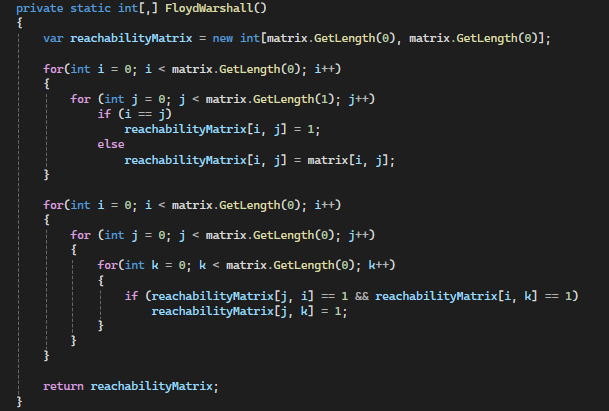 private static int[,] FloydWarshall()
{
    var reachabilityMatrix = new int[matrix.GetLength(0), matrix.GetLength(0)];

    for(int i = 0; i < matrix.GetLength(0); i++)
    {
        for (int j = 0; j < matrix.GetLength(1); j++)
            if (i == j)
                reachabilityMatrix[i, j] = 1;
            else
                reachabilityMatrix[i, j] = matrix[i, j];
    }

    for(int i = 0; i < matrix.GetLength(0); i++)
    {
        for (int j = 0; j < matrix.GetLength(0); j++)
        {
            for(int k = 0; k < matrix.GetLength(0); k++)
            {
                if (reachabilityMatrix[j, i] == 1 && reachabilityMatrix[i, k] == 1)
                    reachabilityMatrix[j, k] = 1;
            }
        }
    }

    return reachabilityMatrix;
}